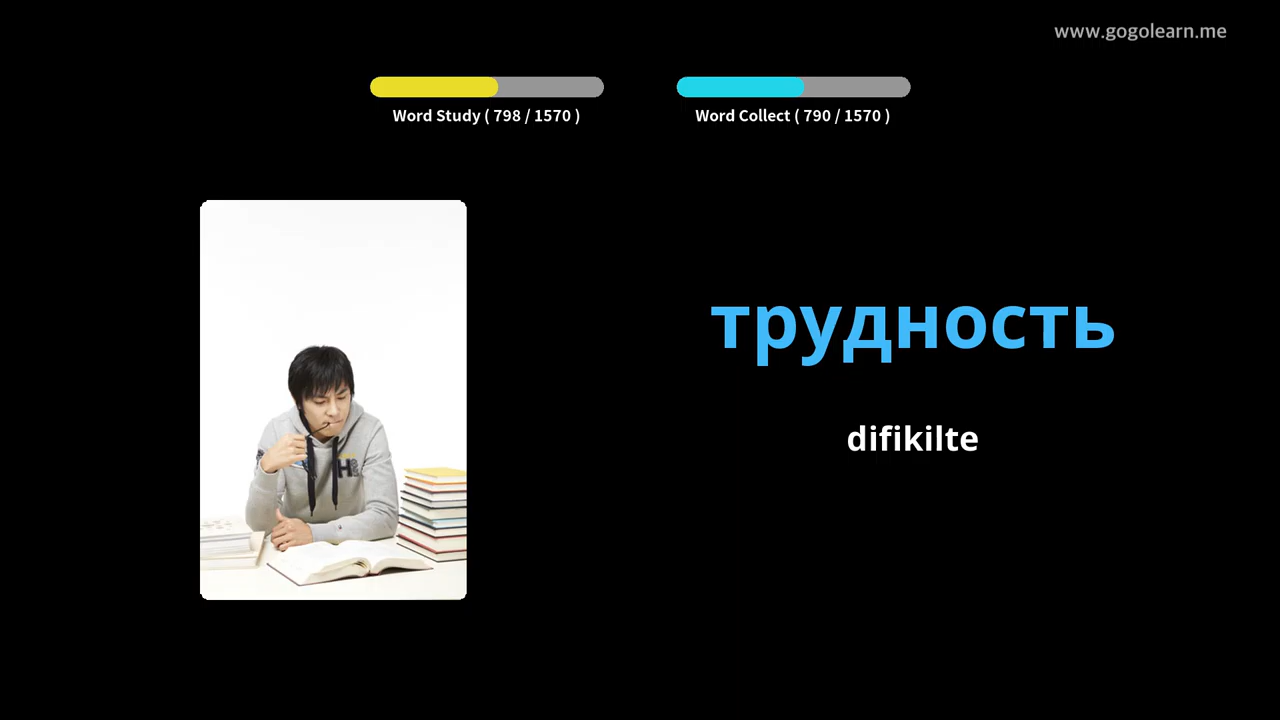 www.gogolearn.me
Word Study ( 798 / 1570 )
Word Collect ( 790 / 1570 )
трудность
difikilte
H